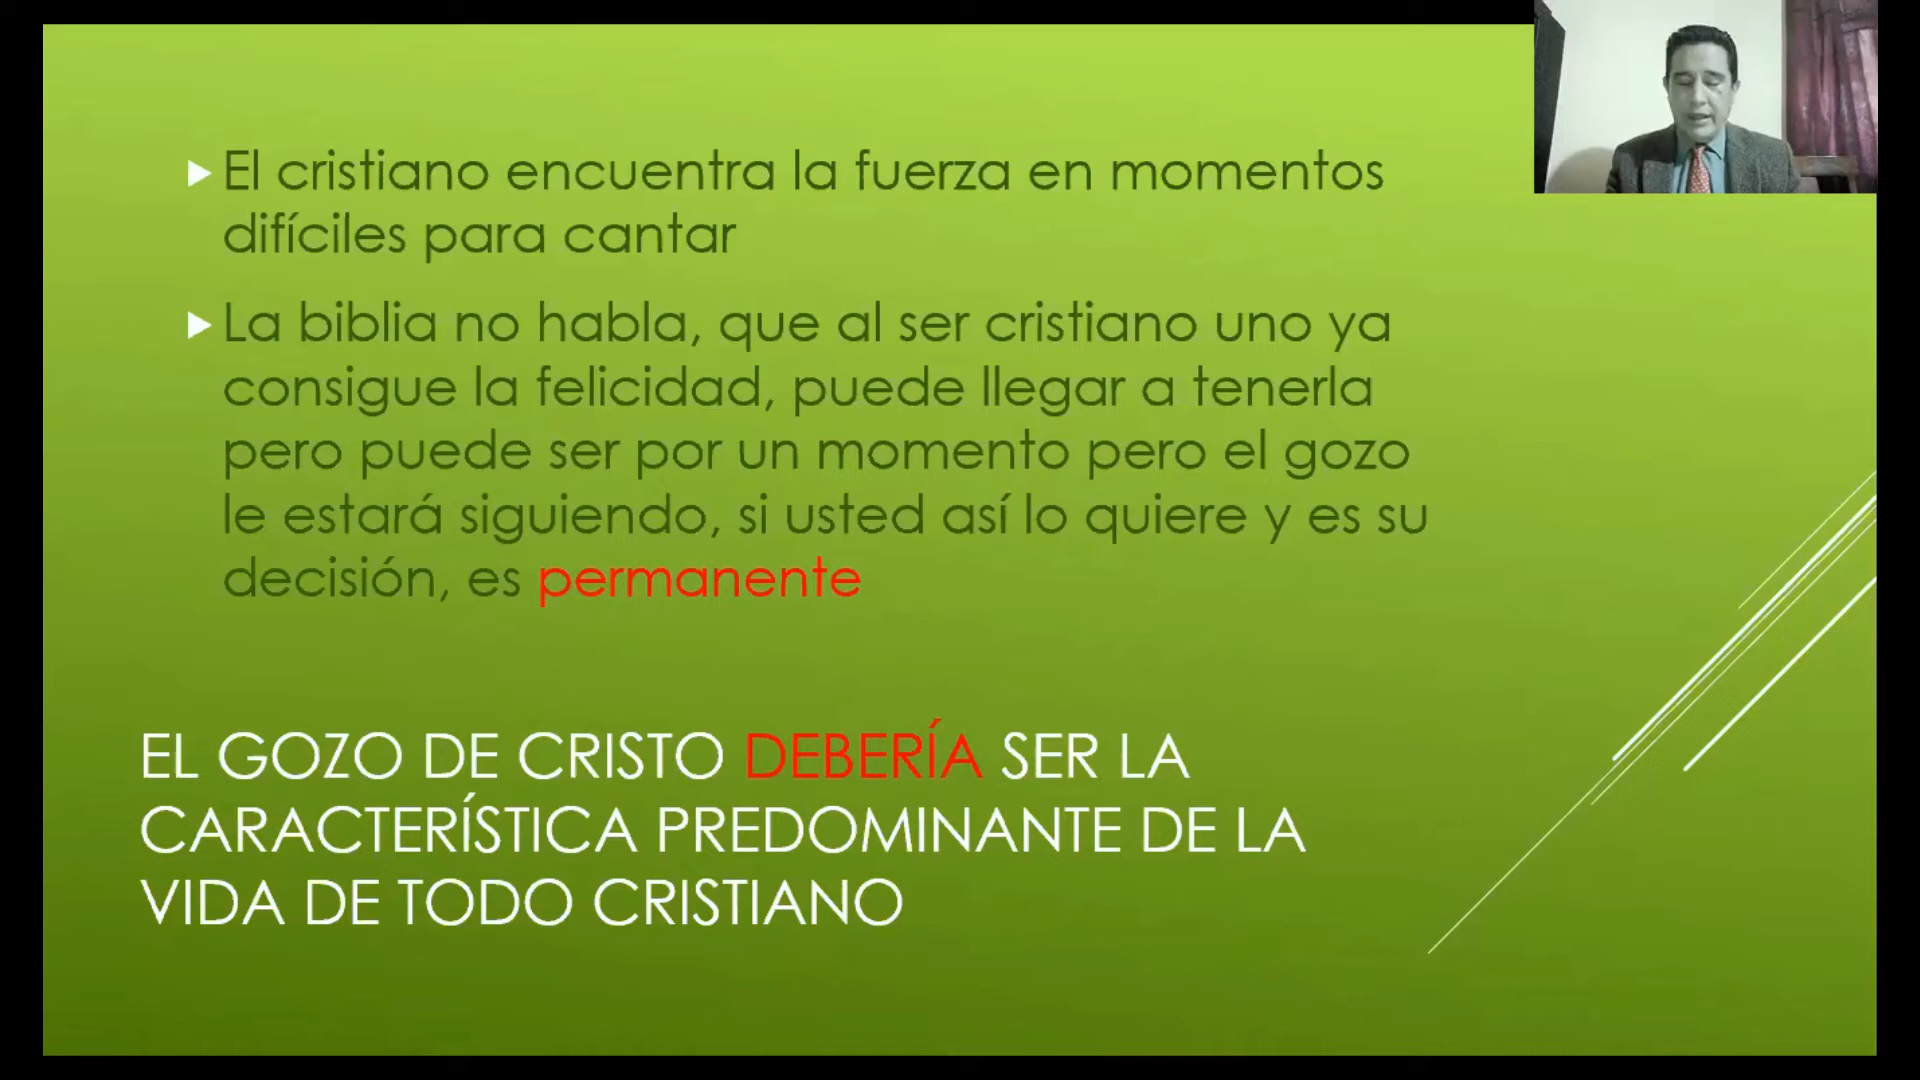 El cristiano encuentra la fuerza en momentos
difíciles para cantar
La biblia no habla, que al ser cristiano uno ya
consigue la felicidad, puede llegar a tenerla
pero puede ser por un momento pero el gozo
le estará siguiendo, si usted así lo quiere y es su
decisión, es permanente
EL GOZO DE CRISTO DEBERÍA SER LA
CARACTERÍSTICA PREDOMINANTE DE LA
VIDA DE TODO CRISTIANO